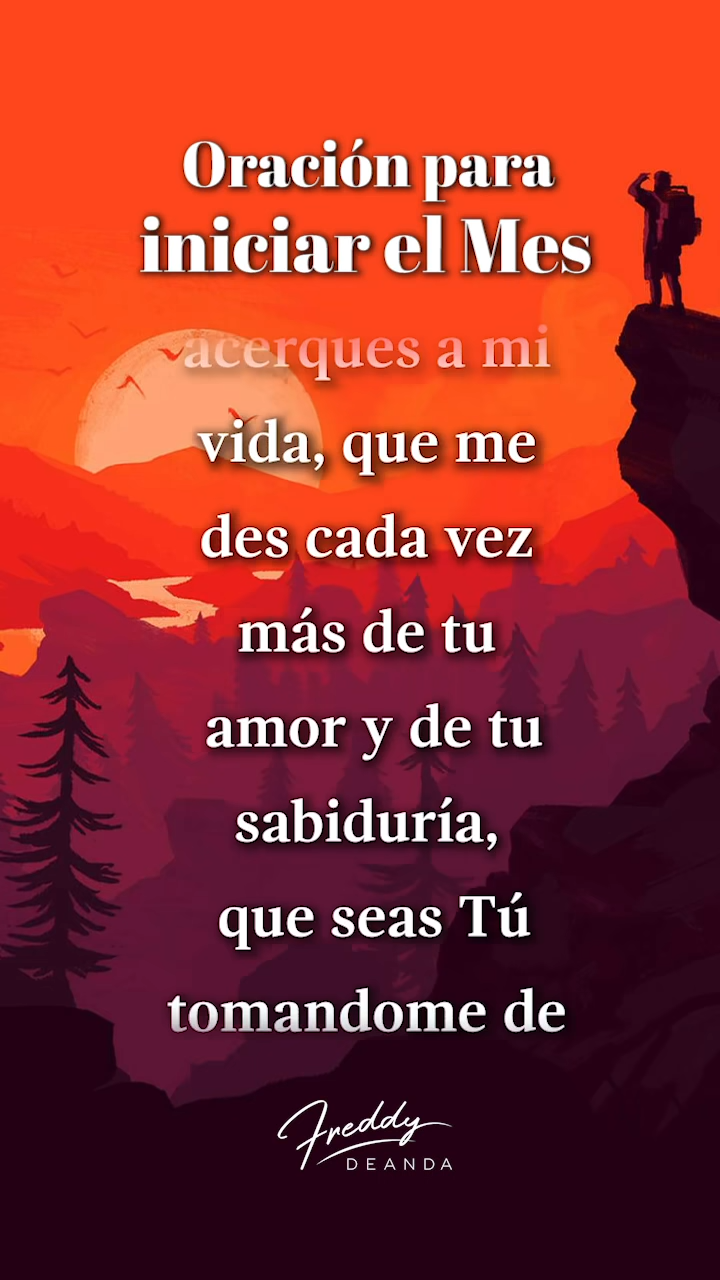 Oración para
iniciar el Mes
acerques a mi
vida, que me
des cada vez
más de tu
amor y de tu
sabiduría,
que seas Tú
tomandome de
Freddy
DEANDA